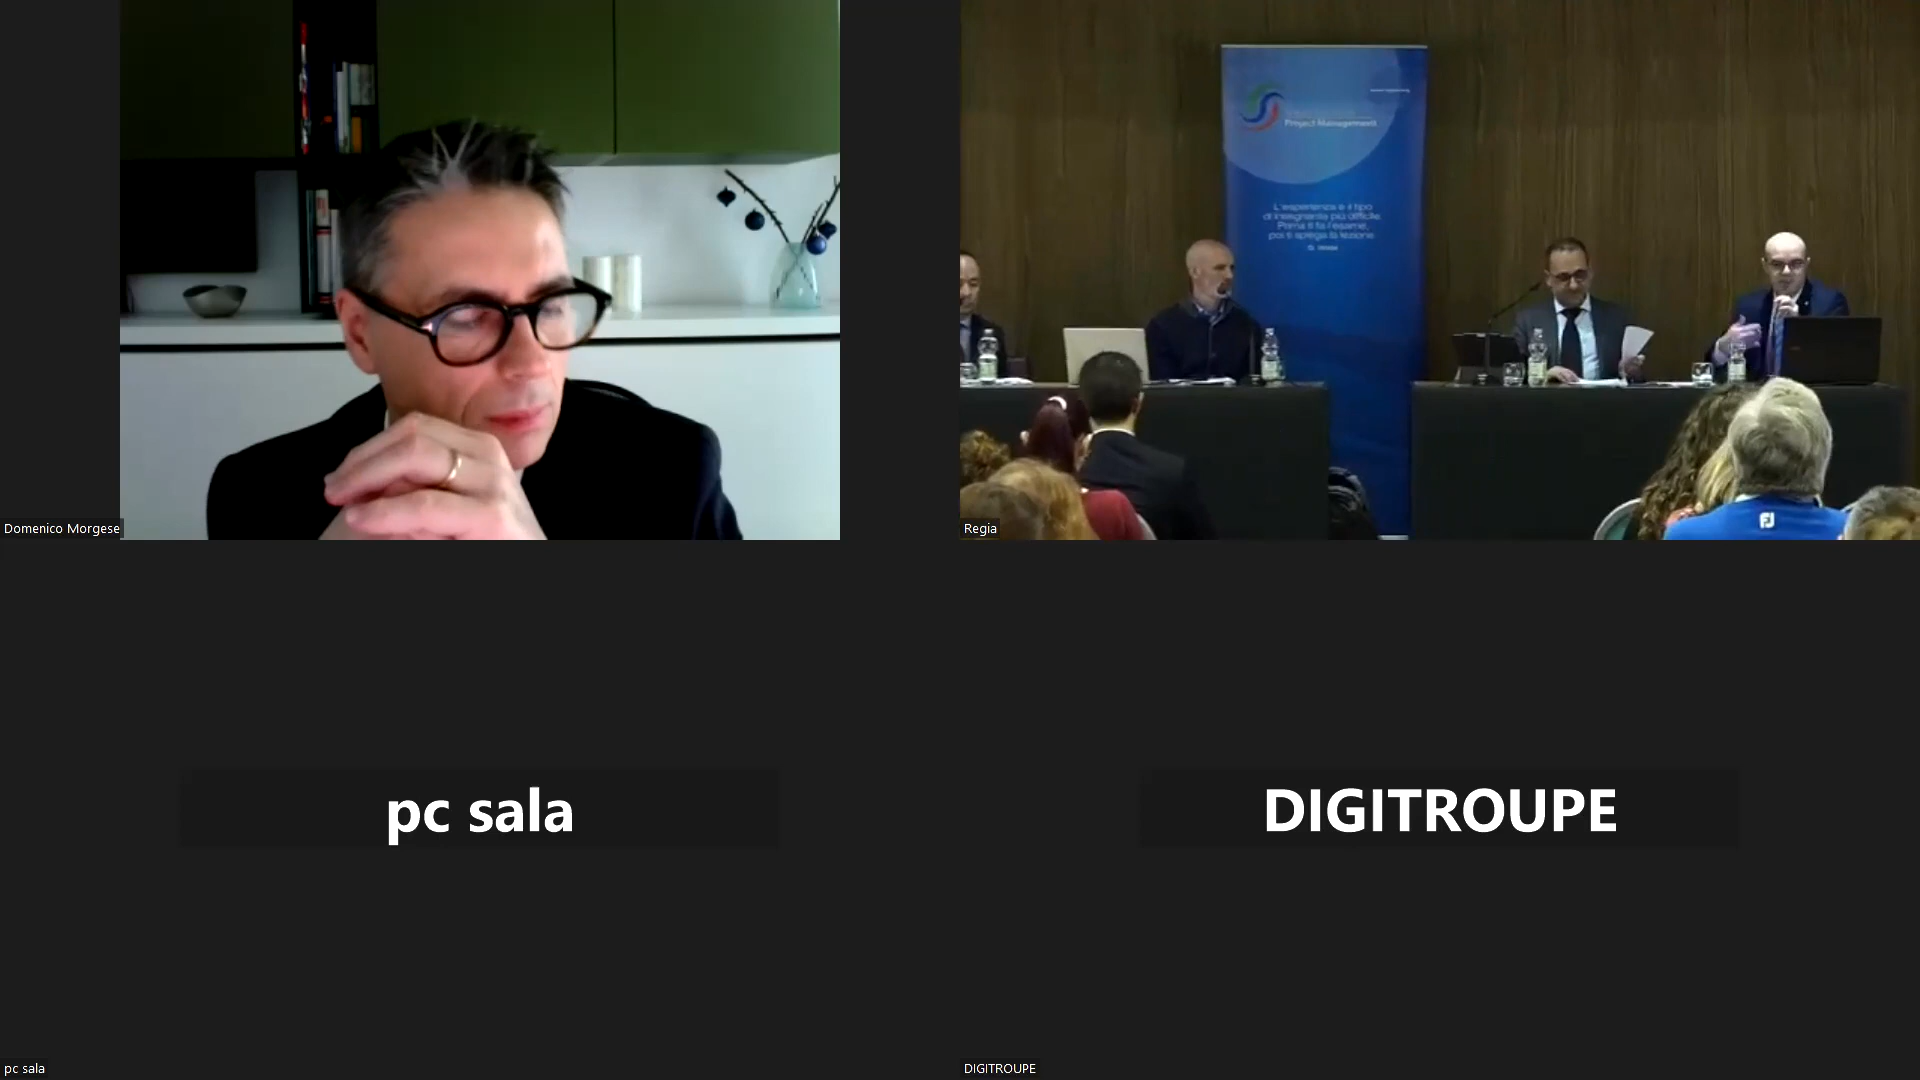 Project Management
L'esperienza è il tipo
di insegnante più difficile.
Prima ti fa l'esame,
poi ti spiega la lezione
Domenico Morgese
Regia
pc sala
DIGITROUPE
pc sala
DIGITROUPE